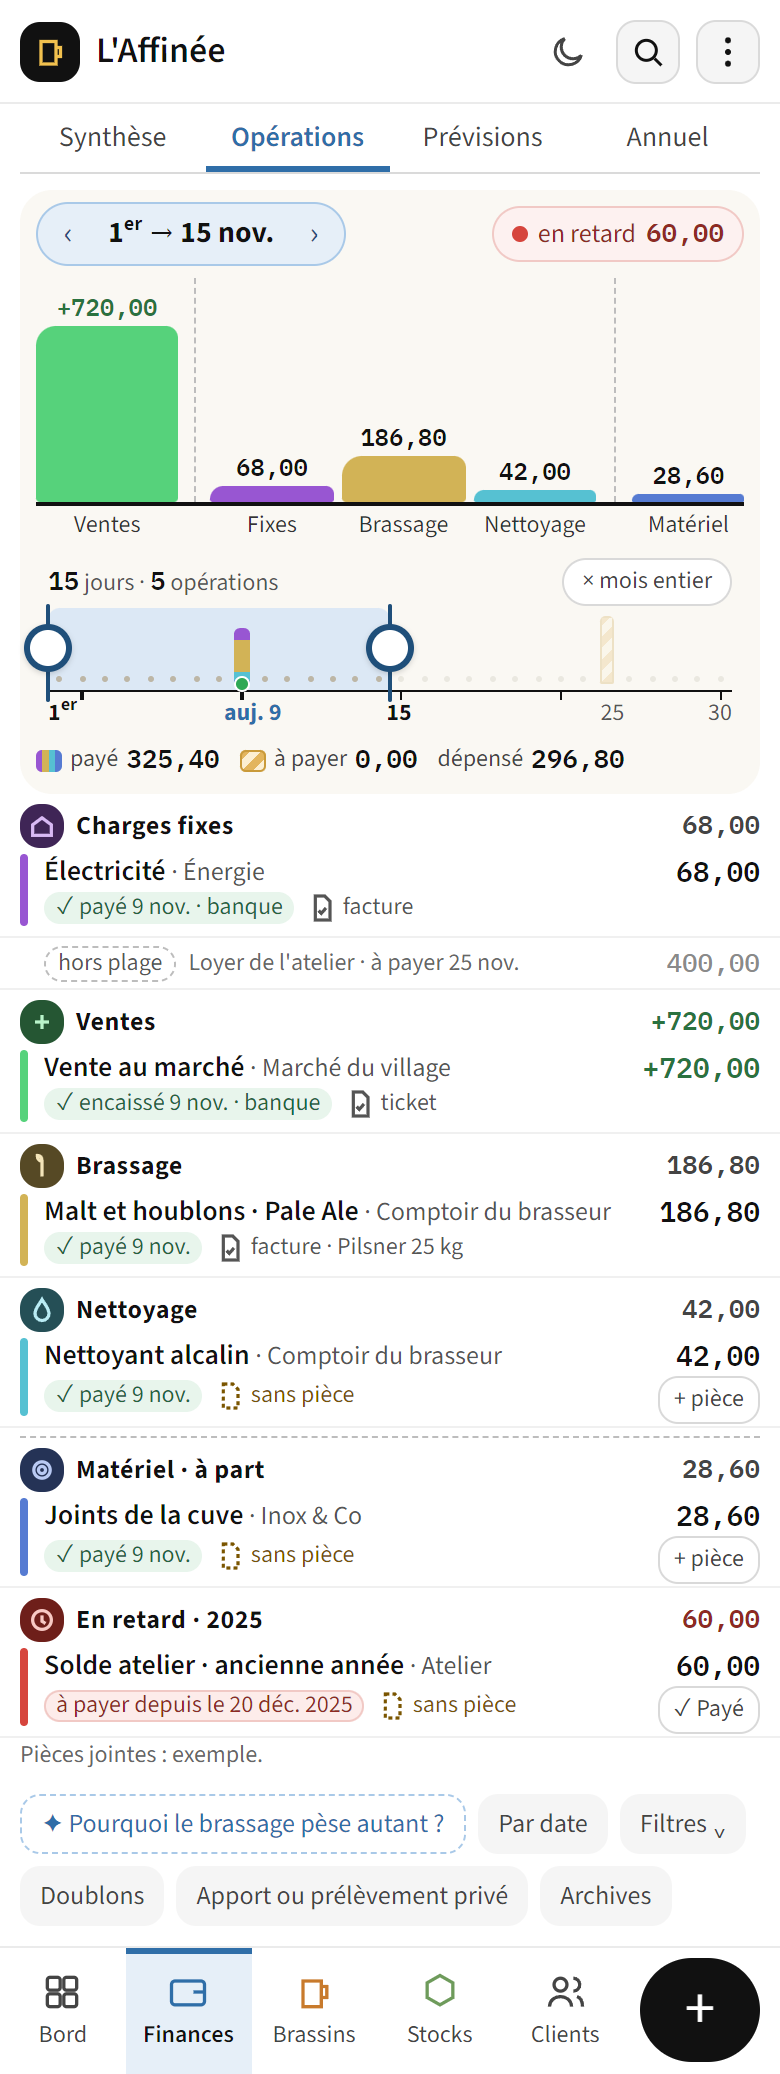 L'Affinée
Synthèse Opérations Prévisions Annuel
‹ 1er → 15 nov. › en retard 60,00
+720,00
186,80
68,00 42,00 28,60
Ventes Fixes Brassage Nettoyage Matériel
15 jours · 5 opérations × mois entier
1er auj. 9 15 25 30
payé 325,40 à payer 0,00 dépensé 296,80
Charges fixes 68,00
Électricité · Énergie 68,00
✓ payé 9 nov. · banque facture
hors plage Loyer de l'atelier · à payer 25 nov. 400,00
Ventes +720,00
Vente au marché · Marché du village +720,00
✓ encaissé 9 nov. · banque ticket
Brassage 186,80
Malt et houblons · Pale Ale · Comptoir du brasseur 186,80
✓ payé 9 nov. facture · Pilsner 25 kg
Nettoyage 42,00
Nettoyant alcalin · Comptoir du brasseur 42,00
✓ payé 9 nov. sans pièce + pièce
Matériel · à part 28,60
Joints de la cuve · Inox & Co 28,60
✓ payé 9 nov. sans pièce + pièce
En retard · 2025 60,00
Solde atelier · ancienne année · Atelier 60,00
à payer depuis le 20 déc. 2025 sans pièce ✓ Payé
Pièces jointes : exemple.
✦ Pourquoi le brassage pèse autant ? Par date Filtres ˬ
Doublons Apport ou prélèvement privé Archives
Bord Finances Brassins Stocks Clients +